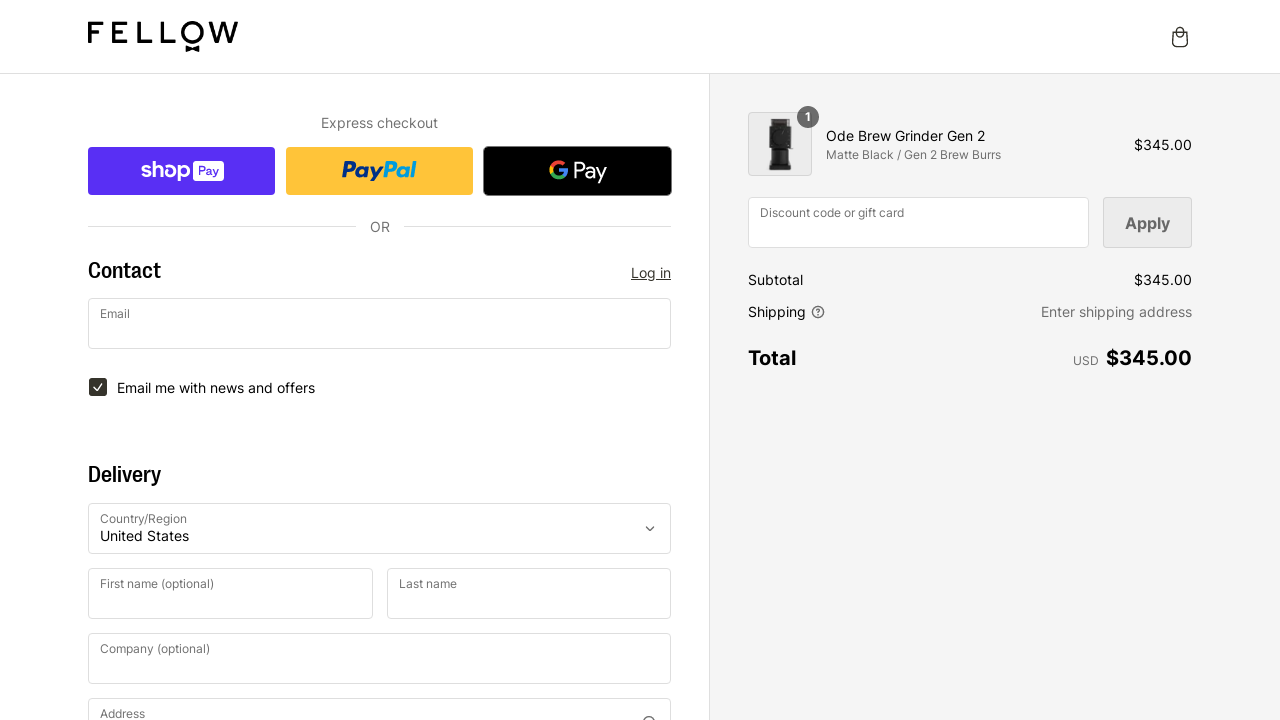 FELLOW
Express checkout
shop Pay
PayPal
G Pay
OR
Contact
Log in
Email
Email me with news and offers
Delivery
Country/Region
United States
First name (optional)
Last name
Company (optional)
Address
1
Ode Brew Grinder Gen 2
Matte Black / Gen 2 Brew Burrs
$345.00
Discount code or gift card
Apply
Subtotal
$345.00
Shipping
Enter shipping address
Total
USD $345.00